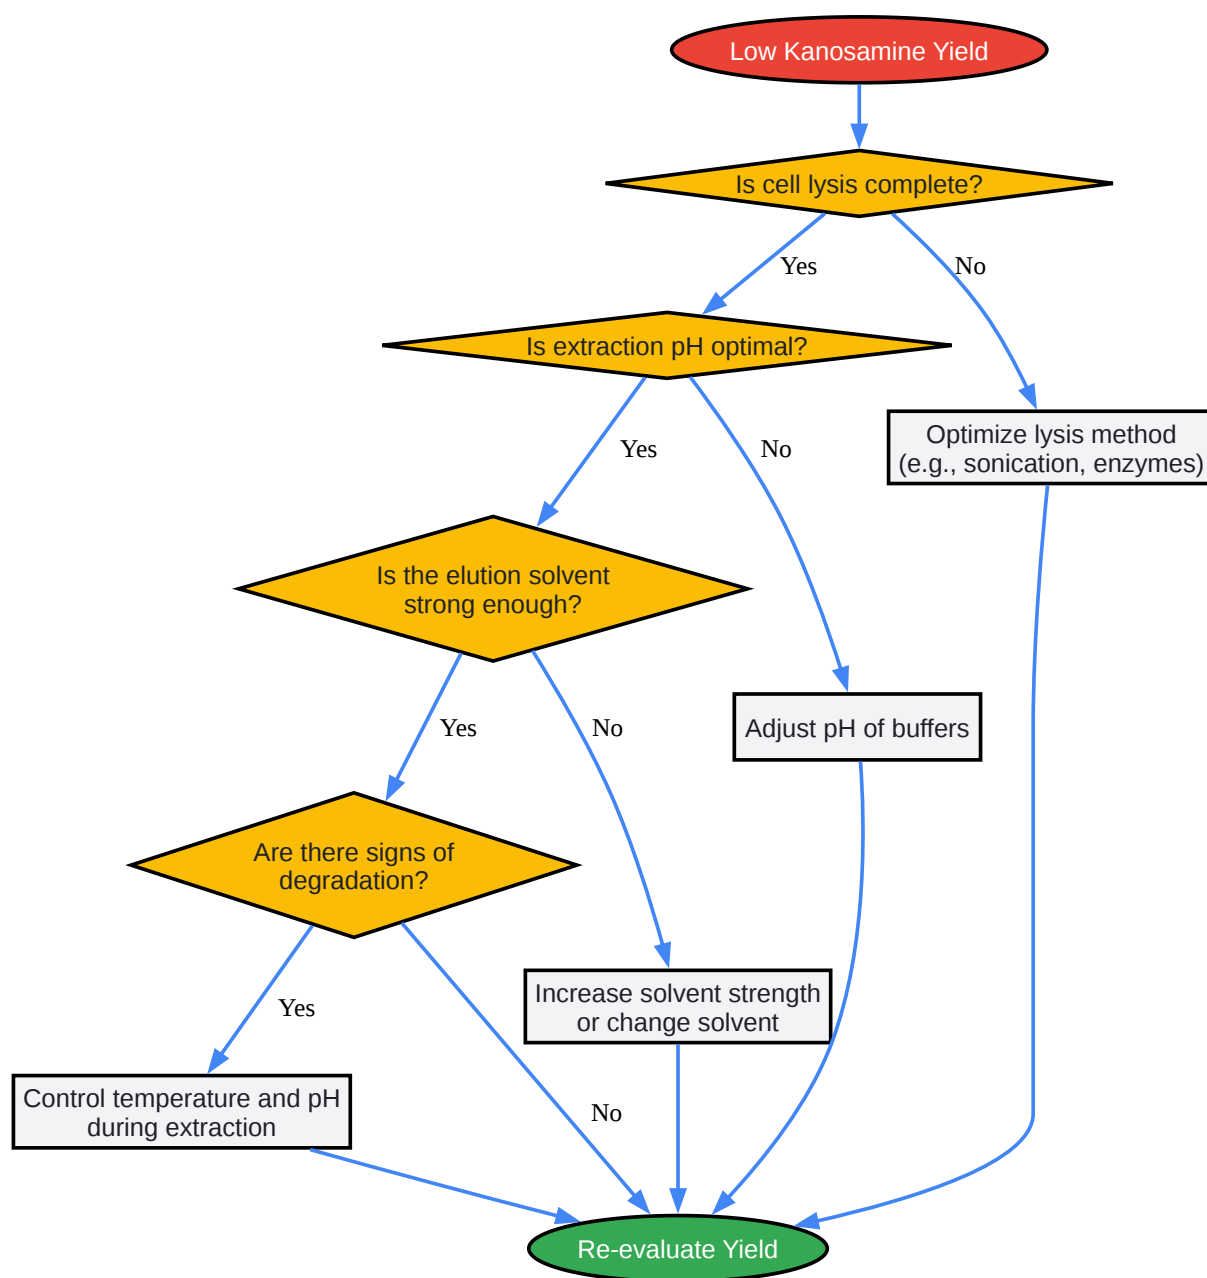 Low Kanosamine Yield
Is cell lysis complete?
Yes
No
Is extraction pH optimal?
Optimize lysis method
(e.g., sonication, enzymes)
Yes
No
Is the elution solvent
strong enough?
Adjust pH of buffers
Yes
No
Are there signs of
degradation?
Increase solvent strength
or change solvent
Yes
Control temperature and pH
during extraction
No
Re-evaluate Yield